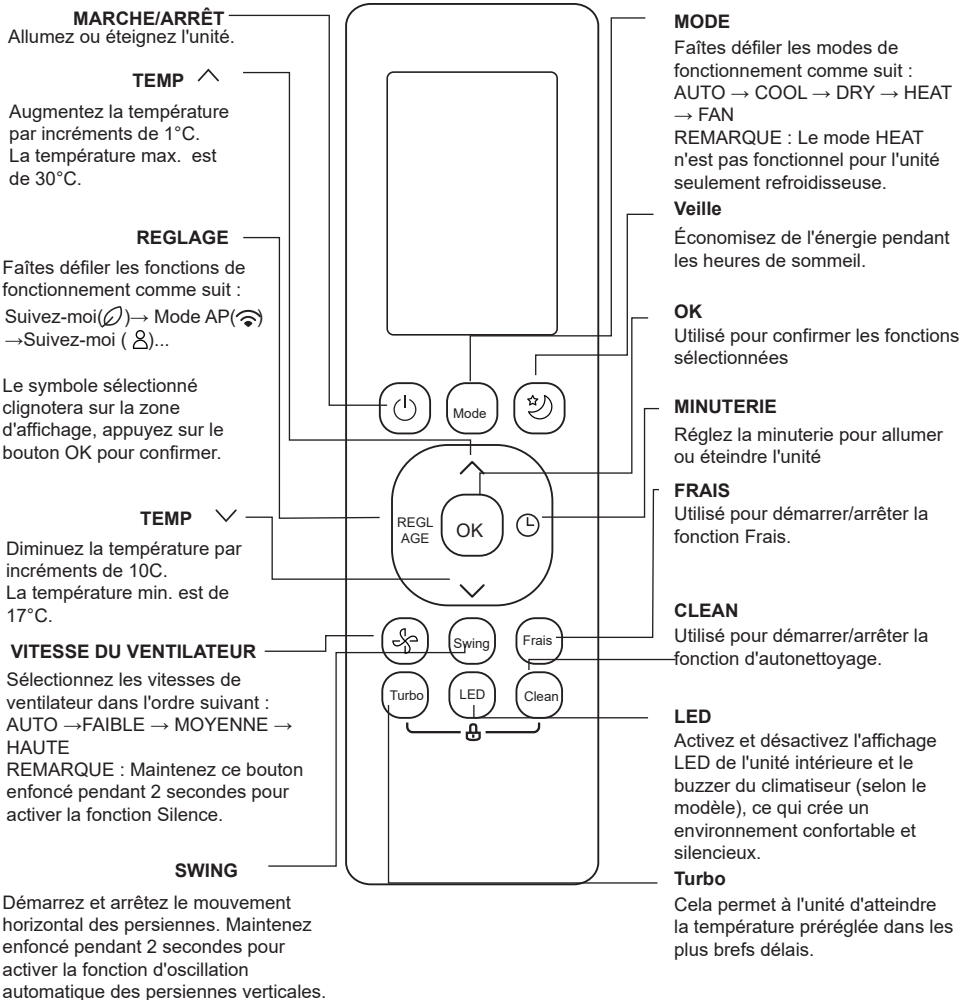 MARCHE/ARRÊT
Allumez ou éteignez l'unité.
TEMP
Augmentez la température
par incréments de 1°C.
La température max. est
de 30°C.
REGLAGE
Faîtes défiler les fonctions de
fonctionnement comme suit :
Suivez-moi( )→ Mode AP( )
→Suivez-moi ( )...
Le symbole sélectionné
clignotera sur la zone
d'affichage, appuyez sur le
bouton OK pour confirmer.
TEMP
Diminuez la température par
incréments de 10C.
La température min. est de
17°C.
VITESSE DU VENTILATEUR
Sélectionnez les vitesses de
ventilateur dans l'ordre suivant :
AUTO →FAIBLE → MOYENNE →
HAUTE
REMARQUE : Maintenez ce bouton
enfoncé pendant 2 secondes pour
activer la fonction Silence.
SWING
Démarrez et arrêtez le mouvement
horizontal des persiennes. Maintenez
enfoncé pendant 2 secondes pour
activer la fonction d'oscillation
automatique des persiennes verticales.
Mode
REGL
AGE
OK
Swing
Frais
Turbo
LED
Clean
MODE
Faîtes défiler les modes de
fonctionnement comme suit :
AUTO → COOL → DRY → HEAT
→ FAN
REMARQUE : Le mode HEAT
n'est pas fonctionnel pour l'unité
seulement refroidisseuse.
Veille
Économisez de l'énergie pendant
les heures de sommeil.
OK
Utilisé pour confirmer les fonctions
sélectionnées
MINUTERIE
Réglez la minuterie pour allumer
ou éteindre l'unité
FRAIS
Utilisé pour démarrer/arrêter la
fonction Frais.
CLEAN
Utilisé pour démarrer/arrêter la
fonction d'autonettoyage.
LED
Activez et désactivez l'affichage
LED de l'unité intérieure et le
buzzer du climatiseur (selon le
modèle), ce qui crée un
environnement confortable et
silencieux.
Turbo
Cela permet à l'unité d'atteindre
la température préréglée dans les
plus brefs délais.